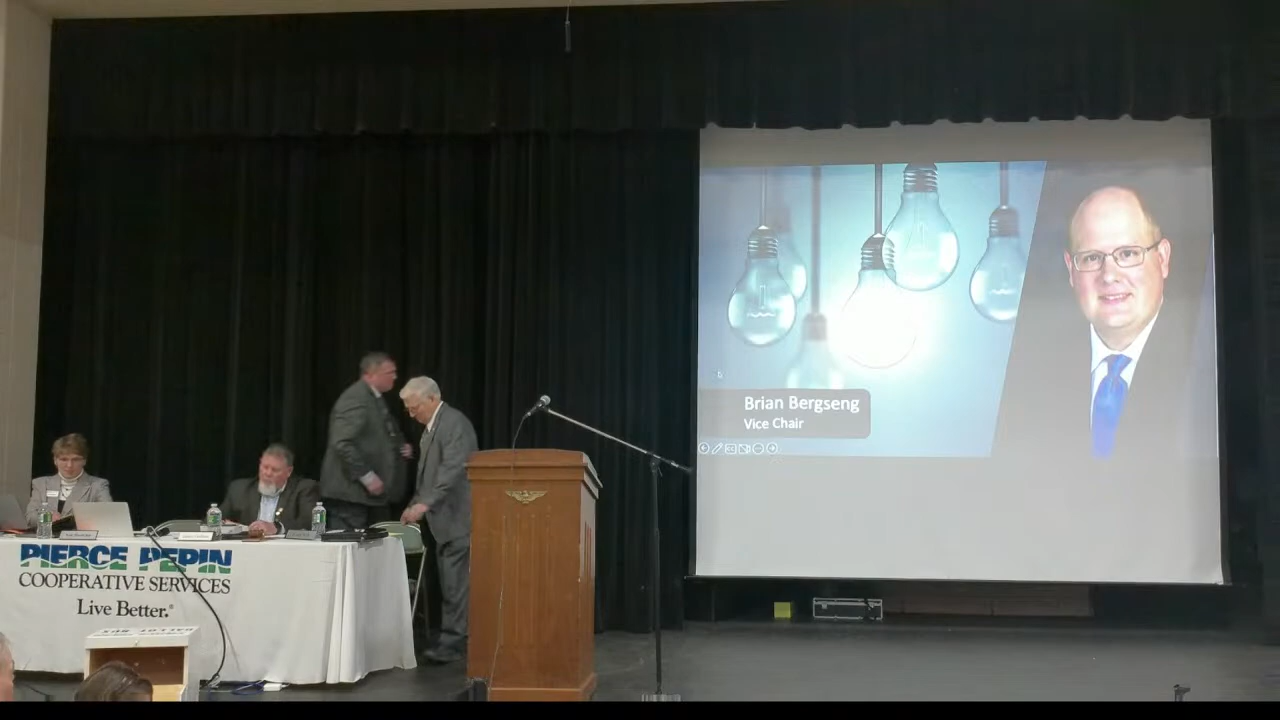 Brian Bergseng
Vice Chair
PIERCE PEPIN
COOPERATIVE SERVICES
Live Better.®